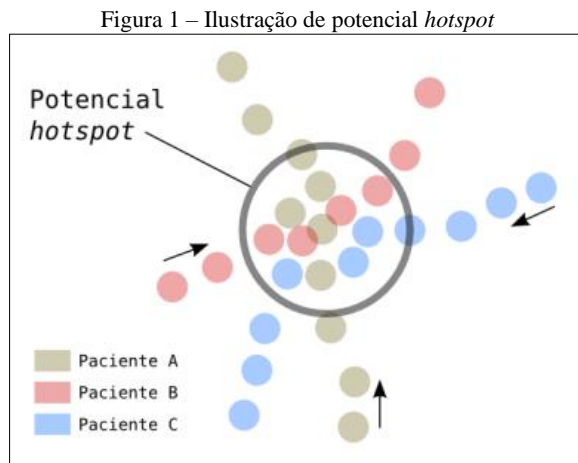 Figura 1 – Ilustração de potencial hotspot
Potencial
hotspot
Paciente A
Paciente B
Paciente C